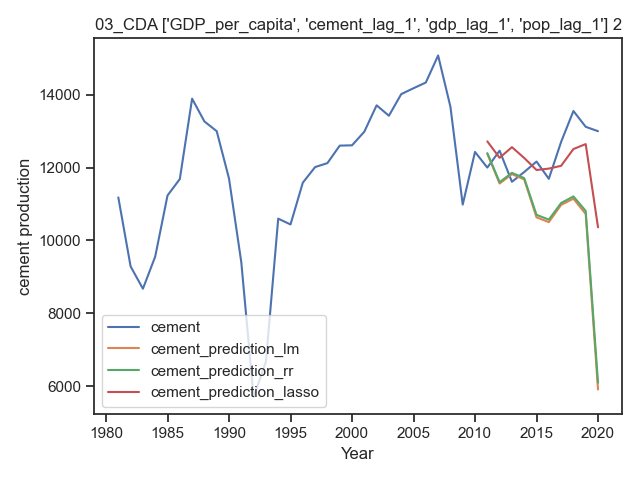 03_CDA ['GDP_per_capita', 'cement_lag_1', 'gdp_lag_1', 'pop_lag_1'] 2
14000
12000
10000
8000
6000
cement production
cement
cement_prediction_lm
cement_prediction_rr
cement_prediction_lasso
1980 1985 1990 1995 2000 2005 2010 2015 2020
Year